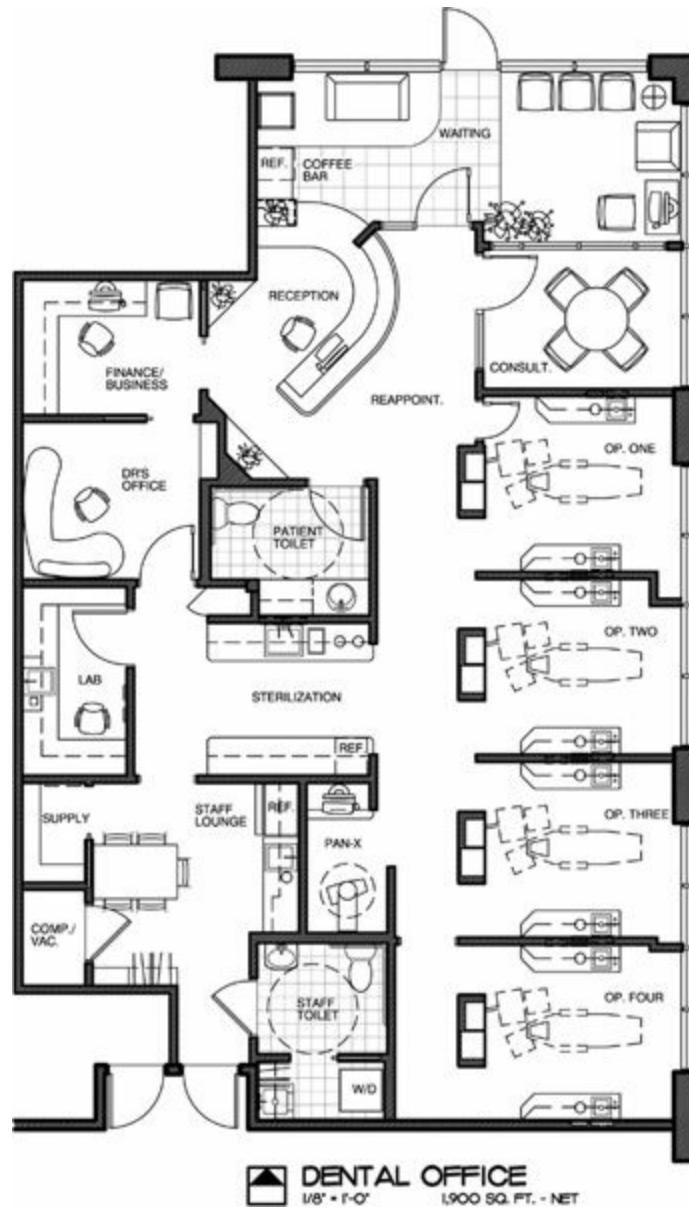 WAITING
REF.
COFFEE
BAR
RECEPTION
FINANCE/
BUSINESS
CONSULT.
REAPPOINT.
OP. ONE
DR'S
OFFICE
PATIENT
TOILET
OP. TWO
LAB
STERILIZATION
REF.
SUPPLY
STAFF
LOUNGE
REF.
OP. THREE
PAN-X
COMP./
VAC.
STAFF
TOILET
OP. FOUR
W/D
DENTAL OFFICE
1/8" = 1'-0" 1,900 SQ. FT. - NET